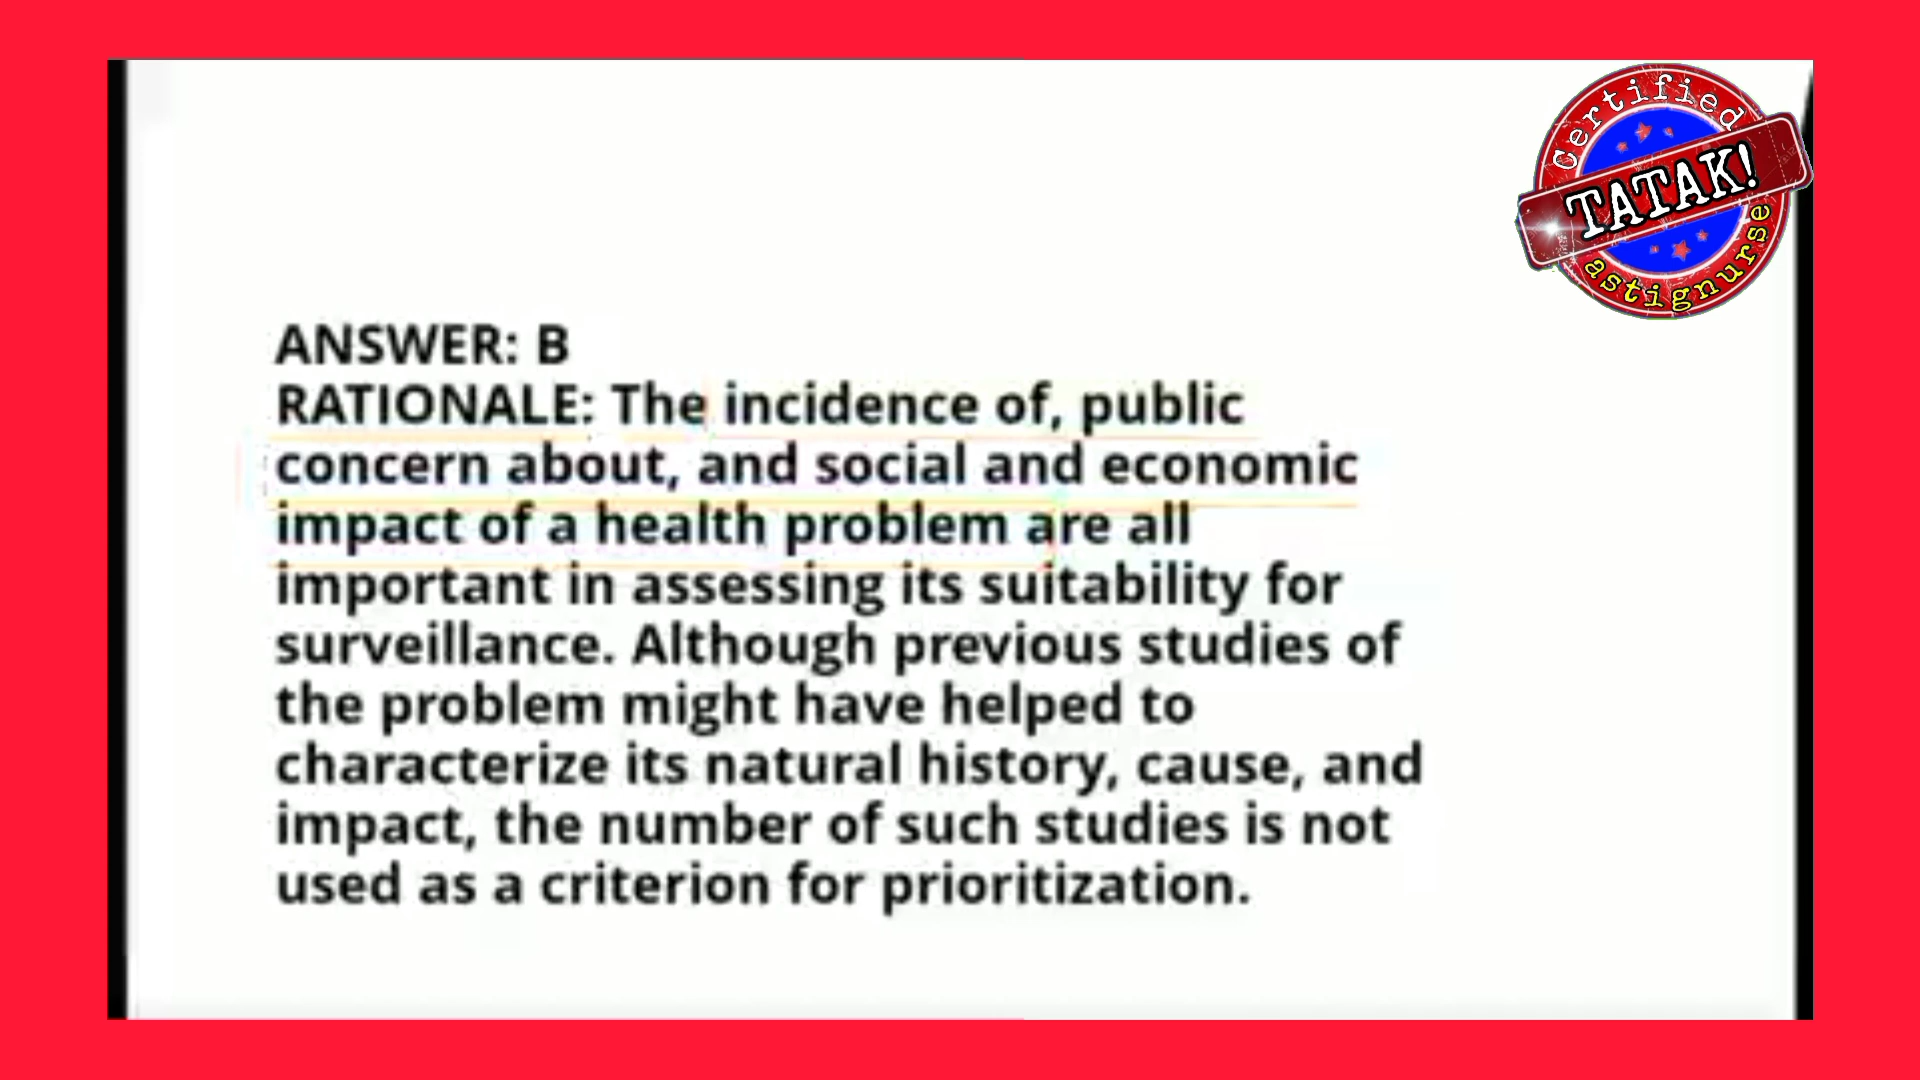 Certified
TATAK!
astignurse
ANSWER: B
RATIONALE: The incidence of, public
concern about, and social and economic
impact of a health problem are all
important in assessing its suitability for
surveillance. Although previous studies of
the problem might have helped to
characterize its natural history, cause, and
impact, the number of such studies is not
used as a criterion for prioritization.